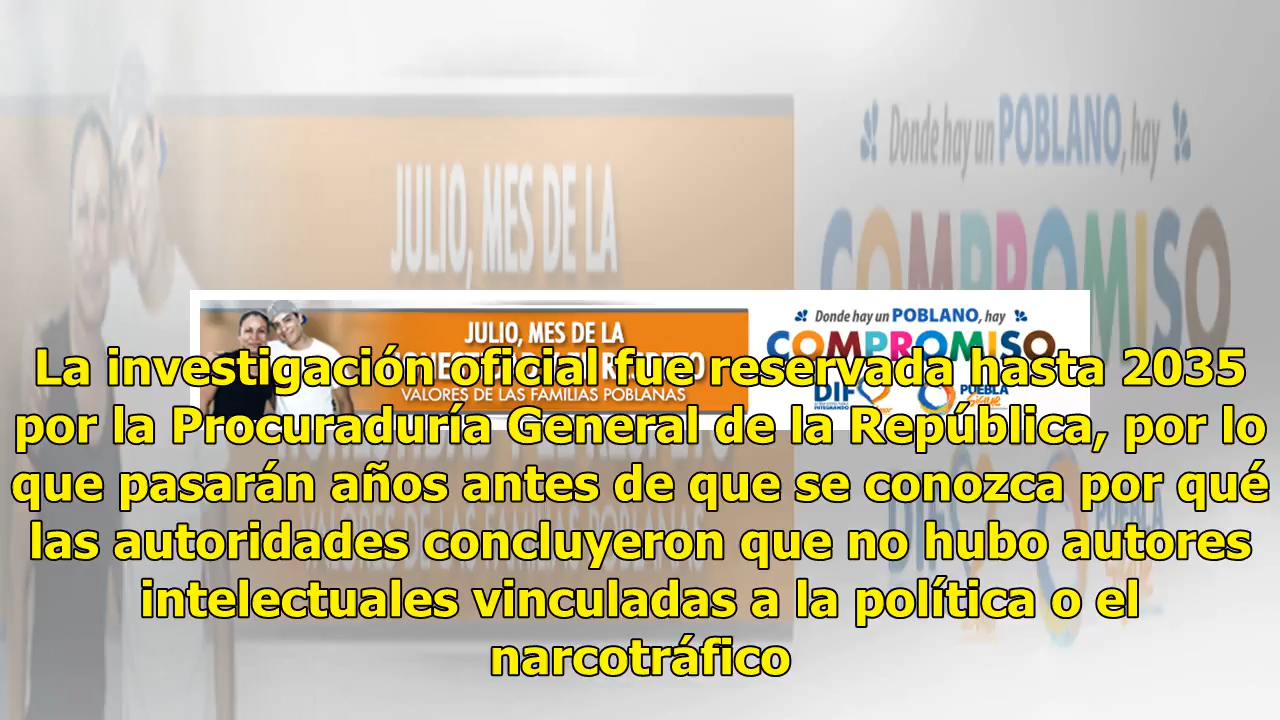 Donde hay un POBLANO, hay
COMPROMISO
JULIO, MES DE LA
JULIO, MES DE LA
Donde hay un POBLANO, hay
COMPROMISO
VALORES DE LAS FAMILIAS POBLANAS
DIF
INTEGRANDO
PUEBLA
Sigue
La investigación oficial fue reservada hasta 2035
por la Procuraduría General de la República, por lo
que pasarán años antes de que se conozca por qué
las autoridades concluyeron que no hubo autores
intelectuales vinculadas a la política o el
narcotráfico